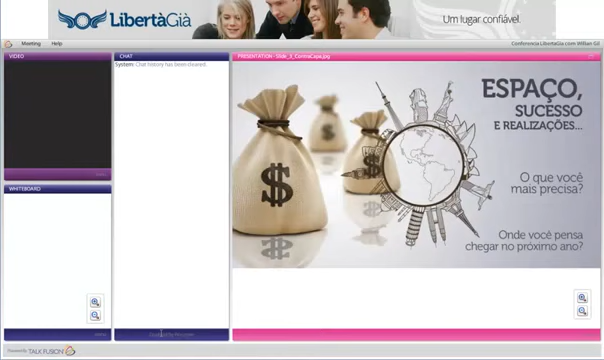 LibertàGià
Um lugar confiável.
Meeting Help
Conferencia LibertaGia com Willian Gil
VIDEO
CHAT
PRESENTATION - Slide_3_ContraCapa.jpg
System: Chat history has been cleared.
ESPAÇO,
SUCESSO
E REALIZAÇÕES...
$
O que você
mais precisa?
WHITEBOARD
Onde você pensa
chegar no próximo ano?
Powered by TALK FUSION